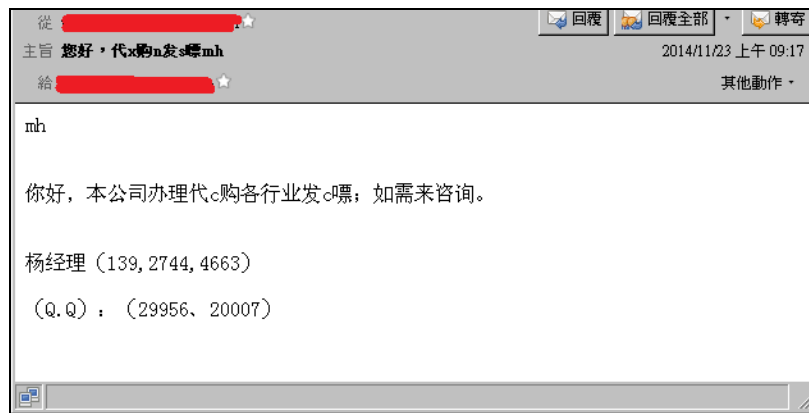 從
回覆 回覆全部 轉寄
主旨 您好，代x购n发s嘌mh
2014/11/23 上午 09:17
給
其他動作
mh
你好，本公司办理代c购各行业发c嘌；如需来咨询。
杨经理（139,2744,4663）
（Q.Q）：（29956、20007）